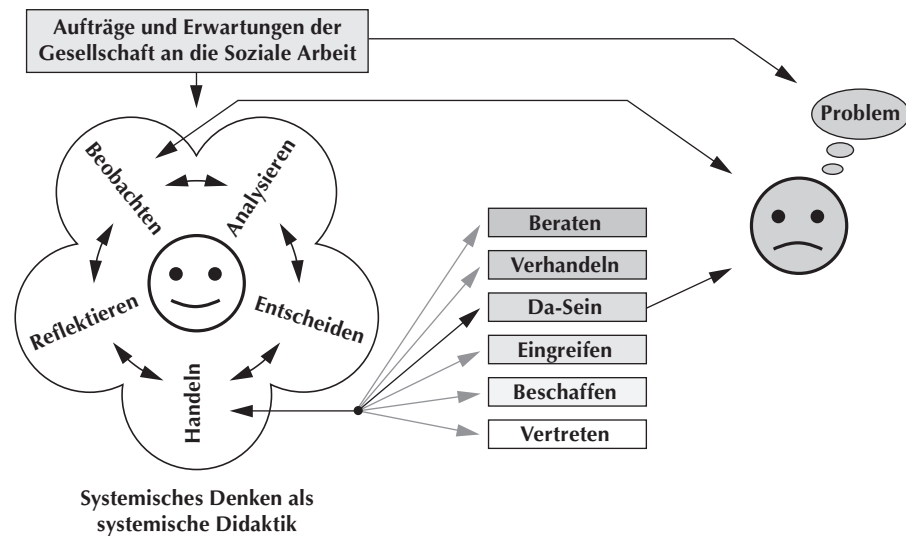 Aufträge und Erwartungen der
Gesellschaft an die Soziale Arbeit
Problem
Beobachten
Analysieren
Reflektieren
Entscheiden
Handeln
Beraten
Verhandeln
Da-Sein
Eingreifen
Beschaffen
Vertreten
Systemisches Denken als
systemische Didaktik